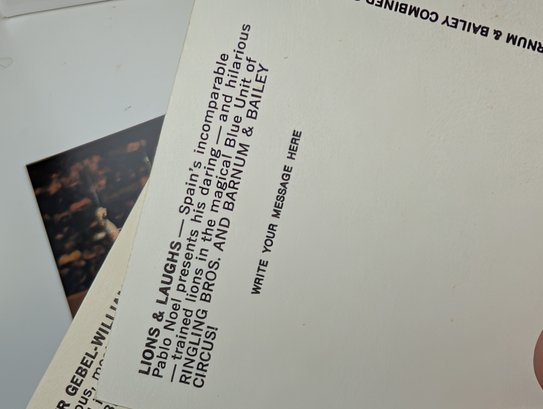 LIONS & LAUGHS — Spain's incomparable
Pablo Noel presents his daring — and hilarious
— trained lions in the magical Blue Unit of
RINGLING BROS. AND BARNUM & BAILEY
CIRCUS!
WRITE YOUR MESSAGE HERE
& BAILEY COMBINED
R GEBEL-WILLIA